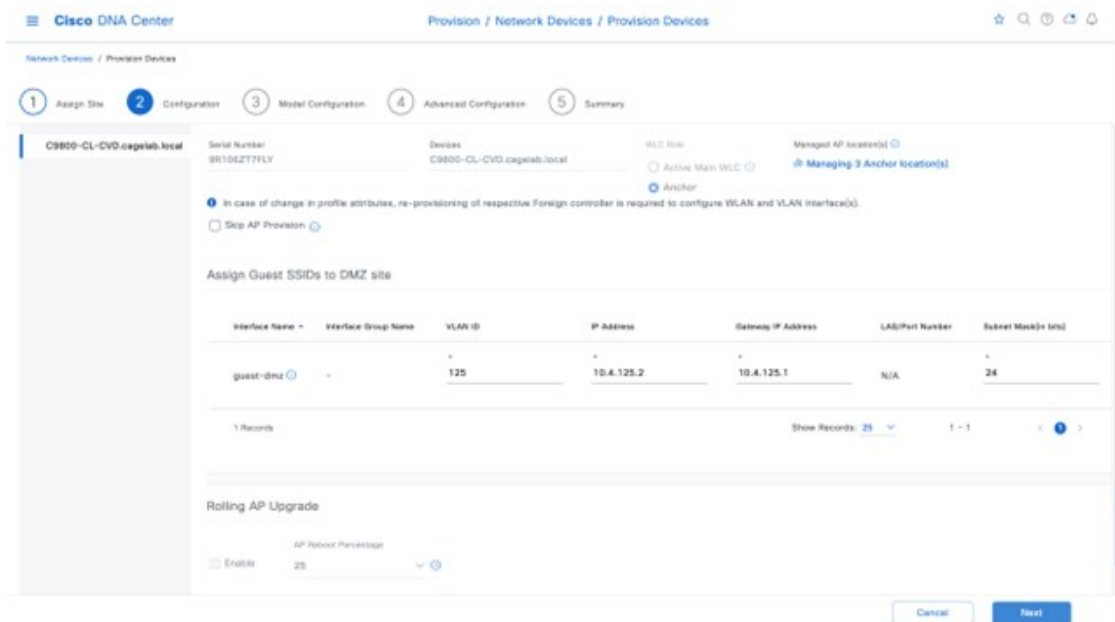 Cisco DNA Center
Provision / Network Devices / Provision Devices
Network Devices / Provision Devices
1 Assign Site 2 Configuration 3 Model Configuration 4 Advanced Configuration 5 Summary
C9800-CL-CVD.cagelab.local
Serial Number Devices WLC Role Managed AP location(s)
9R106ZT7FLY C9800-CL-CVD.cagelab.local Active Main WLC Managing 3 Anchor location(s)
Anchor
In case of change in profile attributes, re-provisioning of respective Foreign controller is required to configure WLAN and VLAN Interface(s).
Skip AP Provision
Assign Guest SSIDs to DMZ site
Interface Name Interface Group Name VLAN ID IP Address Gateway IP Address LAG/Port Number Subnet Mask(in bits)
* * * *
guest-dmz - 125 10.4.125.2 10.4.125.1 N/A 24
1 Records Show Records: 25 1 - 1 < 1 >
Rolling AP Upgrade
AP Reboot Percentage
Enable 25
Cancel Next